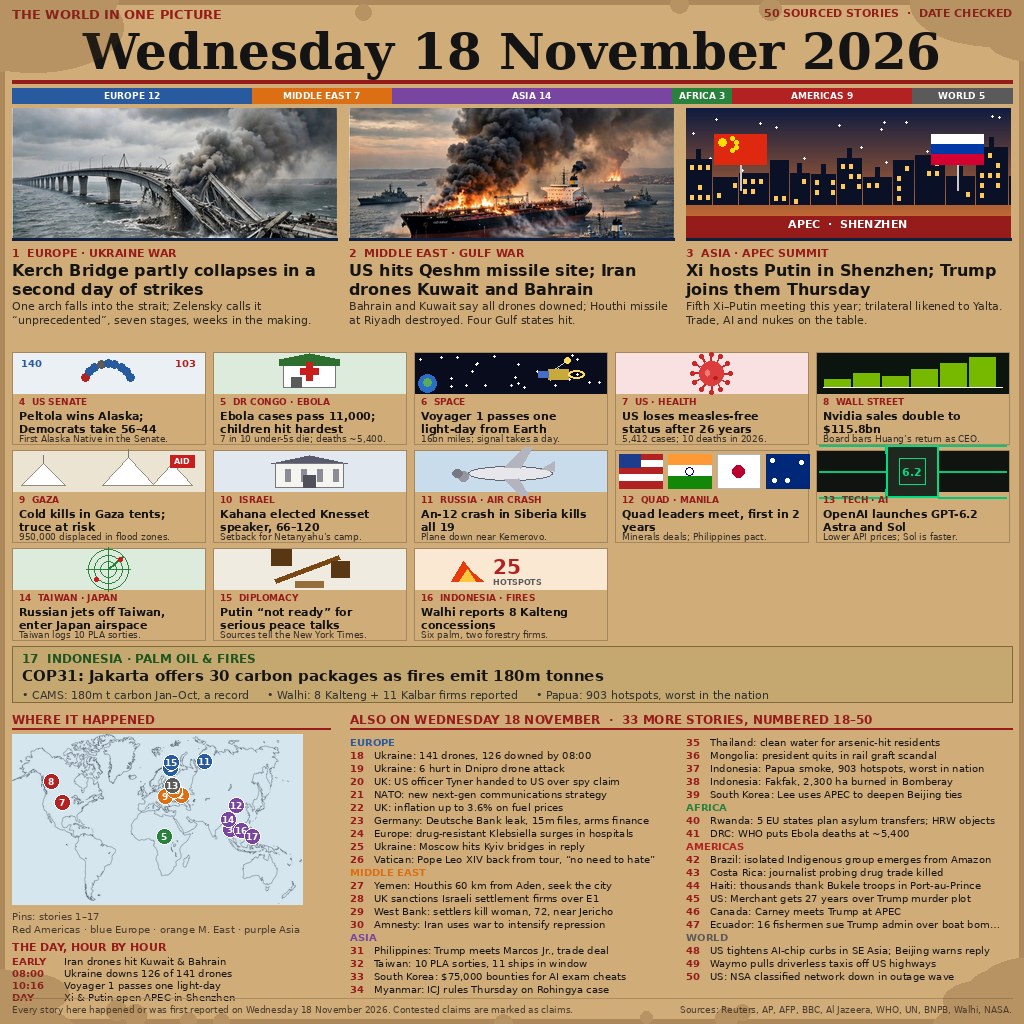 THE WORLD IN ONE PICTURE
50 SOURCED STORIES · DATE CHECKED
Wednesday 18 November 2026
EUROPE 12
MIDDLE EAST 7
ASIA 14
AFRICA 3
AMERICAS 9
WORLD 5
APEC · SHENZHEN
1 EUROPE · UKRAINE WAR
Kerch Bridge partly collapses in a
second day of strikes
One arch falls into the strait; Zelensky calls it
“unprecedented”, seven stages, weeks in the making.
2 MIDDLE EAST · GULF WAR
US hits Qeshm missile site; Iran
drones Kuwait and Bahrain
Bahrain and Kuwait say all drones downed; Houthi missile
at Riyadh destroyed. Four Gulf states hit.
3 ASIA · APEC SUMMIT
Xi hosts Putin in Shenzhen; Trump
joins them Thursday
Fifth Xi–Putin meeting this year; trilateral likened to Yalta.
Trade, AI and nukes on the table.
140
103
4 US SENATE
Peltola wins Alaska;
Democrats take 56–44
First Alaska Native in the Senate.
5 DR CONGO · EBOLA
Ebola cases pass 11,000;
children hit hardest
7 in 10 under-5s die; deaths ~5,400.
6 SPACE
Voyager 1 passes one
light-day from Earth
16bn miles; signal takes a day.
7 US · HEALTH
US loses measles-free
status after 26 years
5,412 cases; 10 deaths in 2026.
8 WALL STREET
Nvidia sales double to
$115.8bn
Board bars Huang’s return as CEO.
AID
9 GAZA
Cold kills in Gaza tents;
truce at risk
950,000 displaced in flood zones.
10 ISRAEL
Kahana elected Knesset
speaker, 66–120
Setback for Netanyahu’s camp.
11 RUSSIA · AIR CRASH
An-12 crash in Siberia kills
all 19
Plane down near Kemerovo.
12 QUAD · MANILA
Quad leaders meet, first in 2
years
Minerals deals; Philippines pact.
6.2
13 TECH · AI
OpenAI launches GPT-6.2
Astra and Sol
Lower API prices; Sol is faster.
14 TAIWAN · JAPAN
Russian jets off Taiwan,
enter Japan airspace
Taiwan logs 10 PLA sorties.
15 DIPLOMACY
Putin “not ready” for
serious peace talks
Sources tell the New York Times.
25
HOTSPOTS
16 INDONESIA · FIRES
Walhi reports 8 Kalteng
concessions
Six palm, two forestry firms.
17 INDONESIA · PALM OIL & FIRES
COP31: Jakarta offers 30 carbon packages as fires emit 180m tonnes
• CAMS: 180m t carbon Jan–Oct, a record • Walhi: 8 Kalteng + 11 Kalbar firms reported • Papua: 903 hotspots, worst in the nation
WHERE IT HAPPENED
8
7
15
11
13
9
2
5
12
14
3
16
17
Pins: stories 1–17
Red Americas · blue Europe · orange M. East · purple Asia
THE DAY, HOUR BY HOUR
EARLY Iran drones hit Kuwait & Bahrain
08:00 Ukraine downs 126 of 141 drones
10:16 Voyager 1 passes one light-day
DAY Xi & Putin open APEC in Shenzhen
ALSO ON WEDNESDAY 18 NOVEMBER · 33 MORE STORIES, NUMBERED 18–50
EUROPE
18 Ukraine: 141 drones, 126 downed by 08:00
19 Ukraine: 6 hurt in Dnipro drone attack
20 UK: US officer Tyner handed to US over spy claim
21 NATO: new next-gen communications strategy
22 UK: inflation up to 3.6% on fuel prices
23 Germany: Deutsche Bank leak, 15m files, arms finance
24 Europe: drug-resistant Klebsiella surges in hospitals
25 Ukraine: Moscow hits Kyiv bridges in reply
26 Vatican: Pope Leo XIV back from tour, “no need to hate”
MIDDLE EAST
27 Yemen: Houthis 60 km from Aden, seek the city
28 UK sanctions Israeli settlement firms over E1
29 West Bank: settlers kill woman, 72, near Jericho
30 Amnesty: Iran uses war to intensify repression
ASIA
31 Philippines: Trump meets Marcos Jr., trade deal
32 Taiwan: 10 PLA sorties, 11 ships in window
33 South Korea: $75,000 bounties for AI exam cheats
34 Myanmar: ICJ rules Thursday on Rohingya case
35 Thailand: clean water for arsenic-hit residents
36 Mongolia: president quits in rail graft scandal
37 Indonesia: Papua smoke, 903 hotspots, worst in nation
38 Indonesia: Fakfak, 2,300 ha burned in Bomberay
39 South Korea: Lee uses APEC to deepen Beijing ties
AFRICA
40 Rwanda: 5 EU states plan asylum transfers; HRW objects
41 DRC: WHO puts Ebola deaths at ~5,400
AMERICAS
42 Brazil: isolated Indigenous group emerges from Amazon
43 Costa Rica: journalist probing drug trade killed
44 Haiti: thousands thank Bukele troops in Port-au-Prince
45 US: Merchant gets 27 years over Trump murder plot
46 Canada: Carney meets Trump at APEC
47 Ecuador: 16 fishermen sue Trump admin over boat bom…
WORLD
48 US tightens AI-chip curbs in SE Asia; Beijing warns reply
49 Waymo pulls driverless taxis off US highways
50 US: NSA classified network down in outage wave
Every story here happened or was first reported on Wednesday 18 November 2026. Contested claims are marked as claims.
Sources: Reuters, AP, AFP, BBC, Al Jazeera, WHO, UN, BNPB, Walhi, NASA.